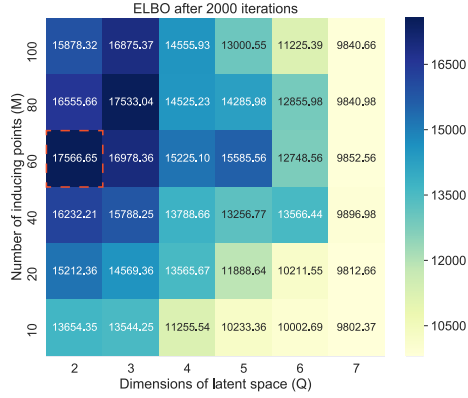 ELBO after 2000 iterations
Number of inducing points (M)
100 15878.32 16875.37 14555.93 13000.55 11225.39 9840.66
80 16555.66 17533.04 14525.23 14285.98 12855.98 9840.98
60 17566.65 16978.36 15225.10 15585.56 12748.56 9852.56
40 16232.21 15788.25 13788.66 13256.77 13566.44 9896.98
20 15212.36 14569.36 13565.67 11888.64 10211.55 9812.66
10 13654.35 13544.25 11255.54 10233.36 10002.69 9802.37
2 3 4 5 6 7
Dimensions of latent space (Q)
16500
15000
13500
12000
10500